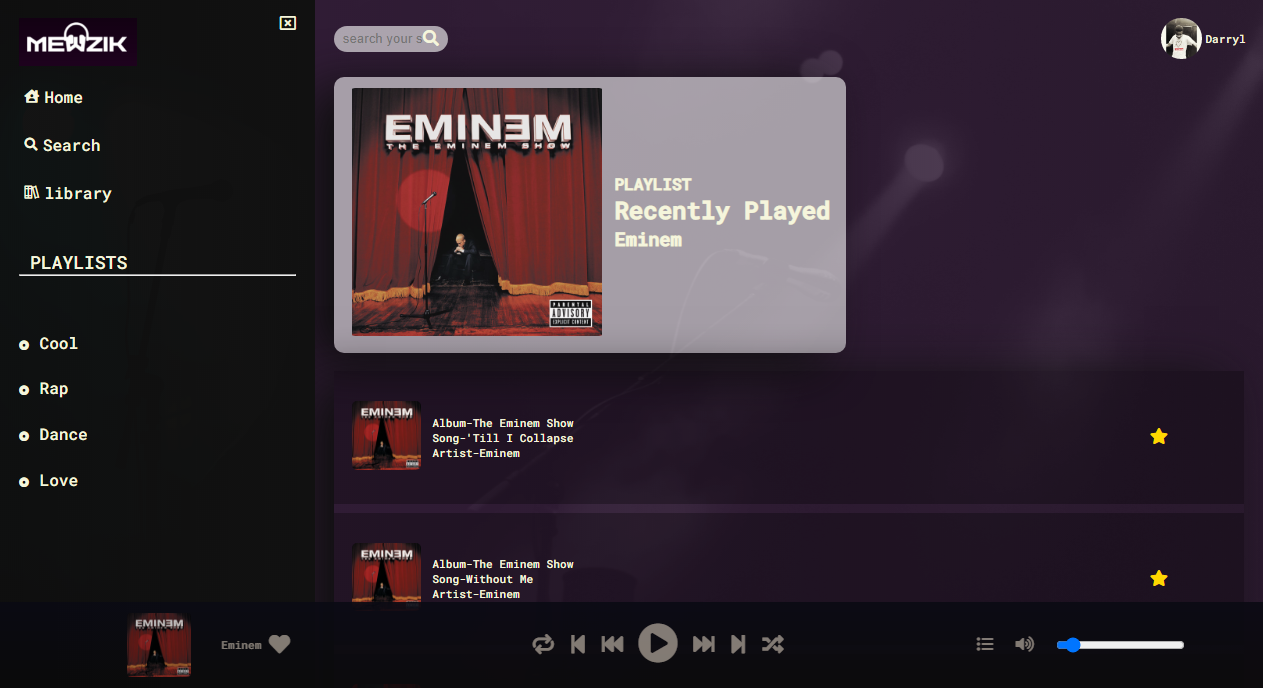 MEWZIK
Home
Search
library
PLAYLISTS
Cool
Rap
Dance
Love
search your s
Darryl
EMINEM
THE EMINEM SHOW
PARENTAL
ADVISORY
EXPLICIT CONTENT
PLAYLIST
Recently Played
Eminem
EMINEM
Album-The Eminem Show
Song-'Till I Collapse
Artist-Eminem
EMINEM
Album-The Eminem Show
Song-Without Me
Artist-Eminem
EMINEM
Eminem